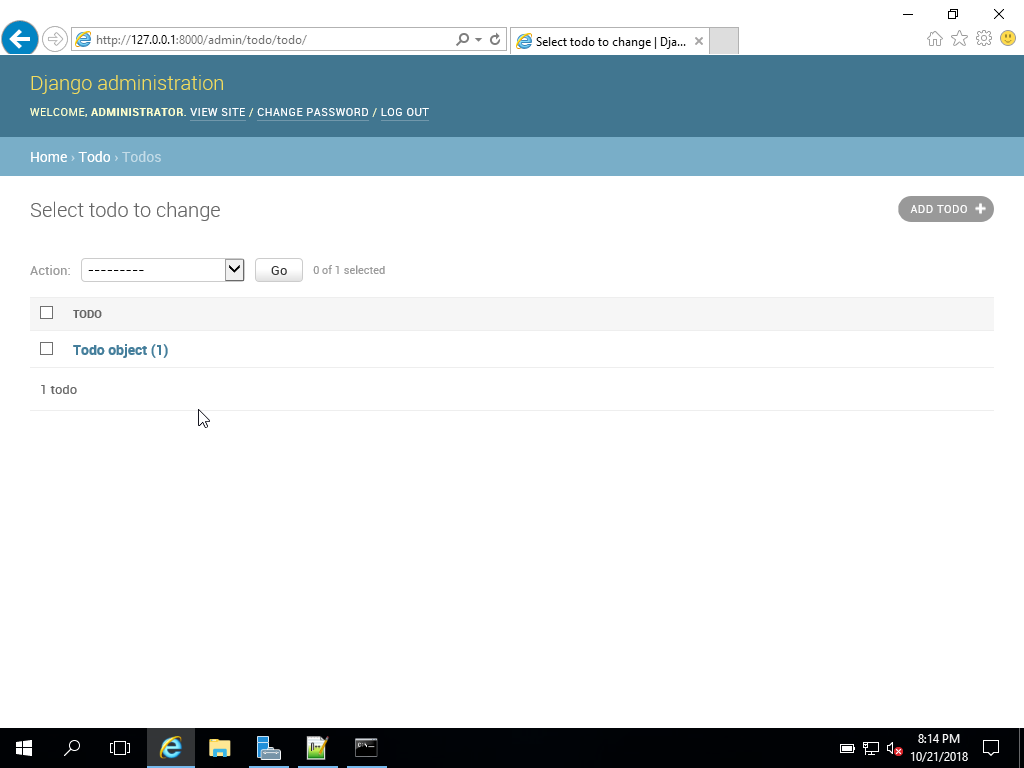 http://127.0.0.1:8000/admin/todo/todo/
Select todo to change | Dja...
Django administration
WELCOME, ADMINISTRATOR. VIEW SITE / CHANGE PASSWORD / LOG OUT
Home › Todo › Todos
Select todo to change
ADD TODO +
Action: --------- Go 0 of 1 selected
TODO
Todo object (1)
1 todo
8:14 PM
10/21/2018